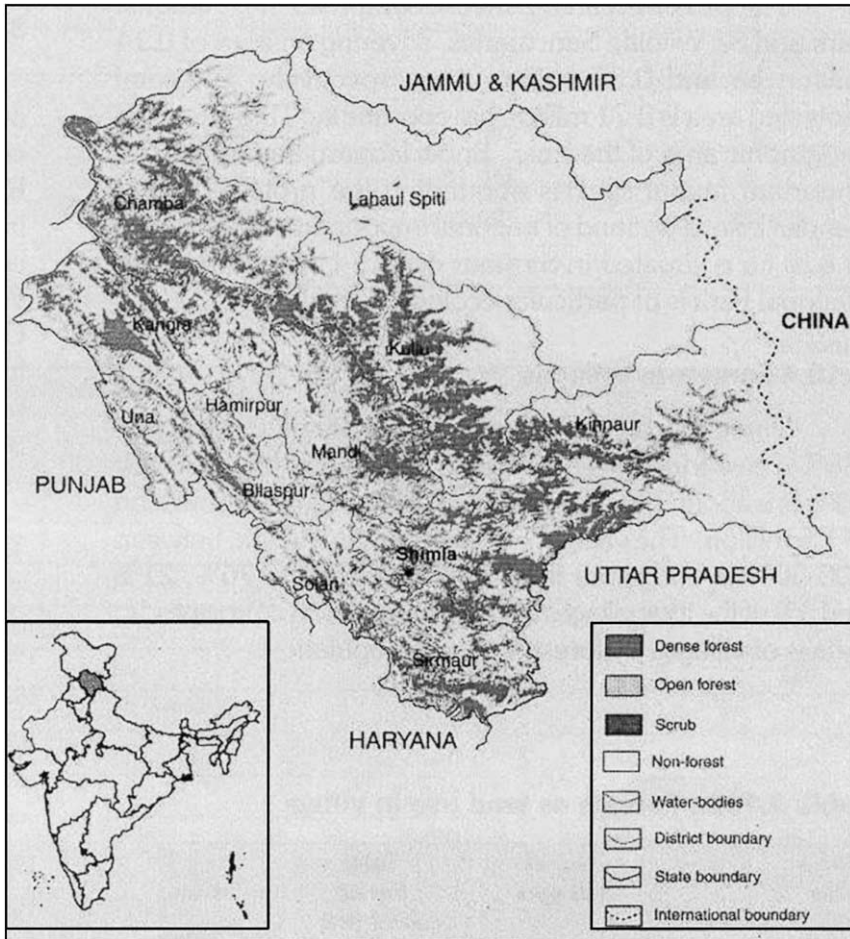 JAMMU & KASHMIR
Chamba
Lahaul Spiti
CHINA
Kangra
Kullu
Hamirpur
Una
Kinnaur
Mandi
PUNJAB
Bilaspur
Shimla
UTTAR PRADESH
Solan
Sirmaur
HARYANA
Dense forest
Open forest
Scrub
Non-forest
Water-bodies
District boundary
State boundary
International boundary